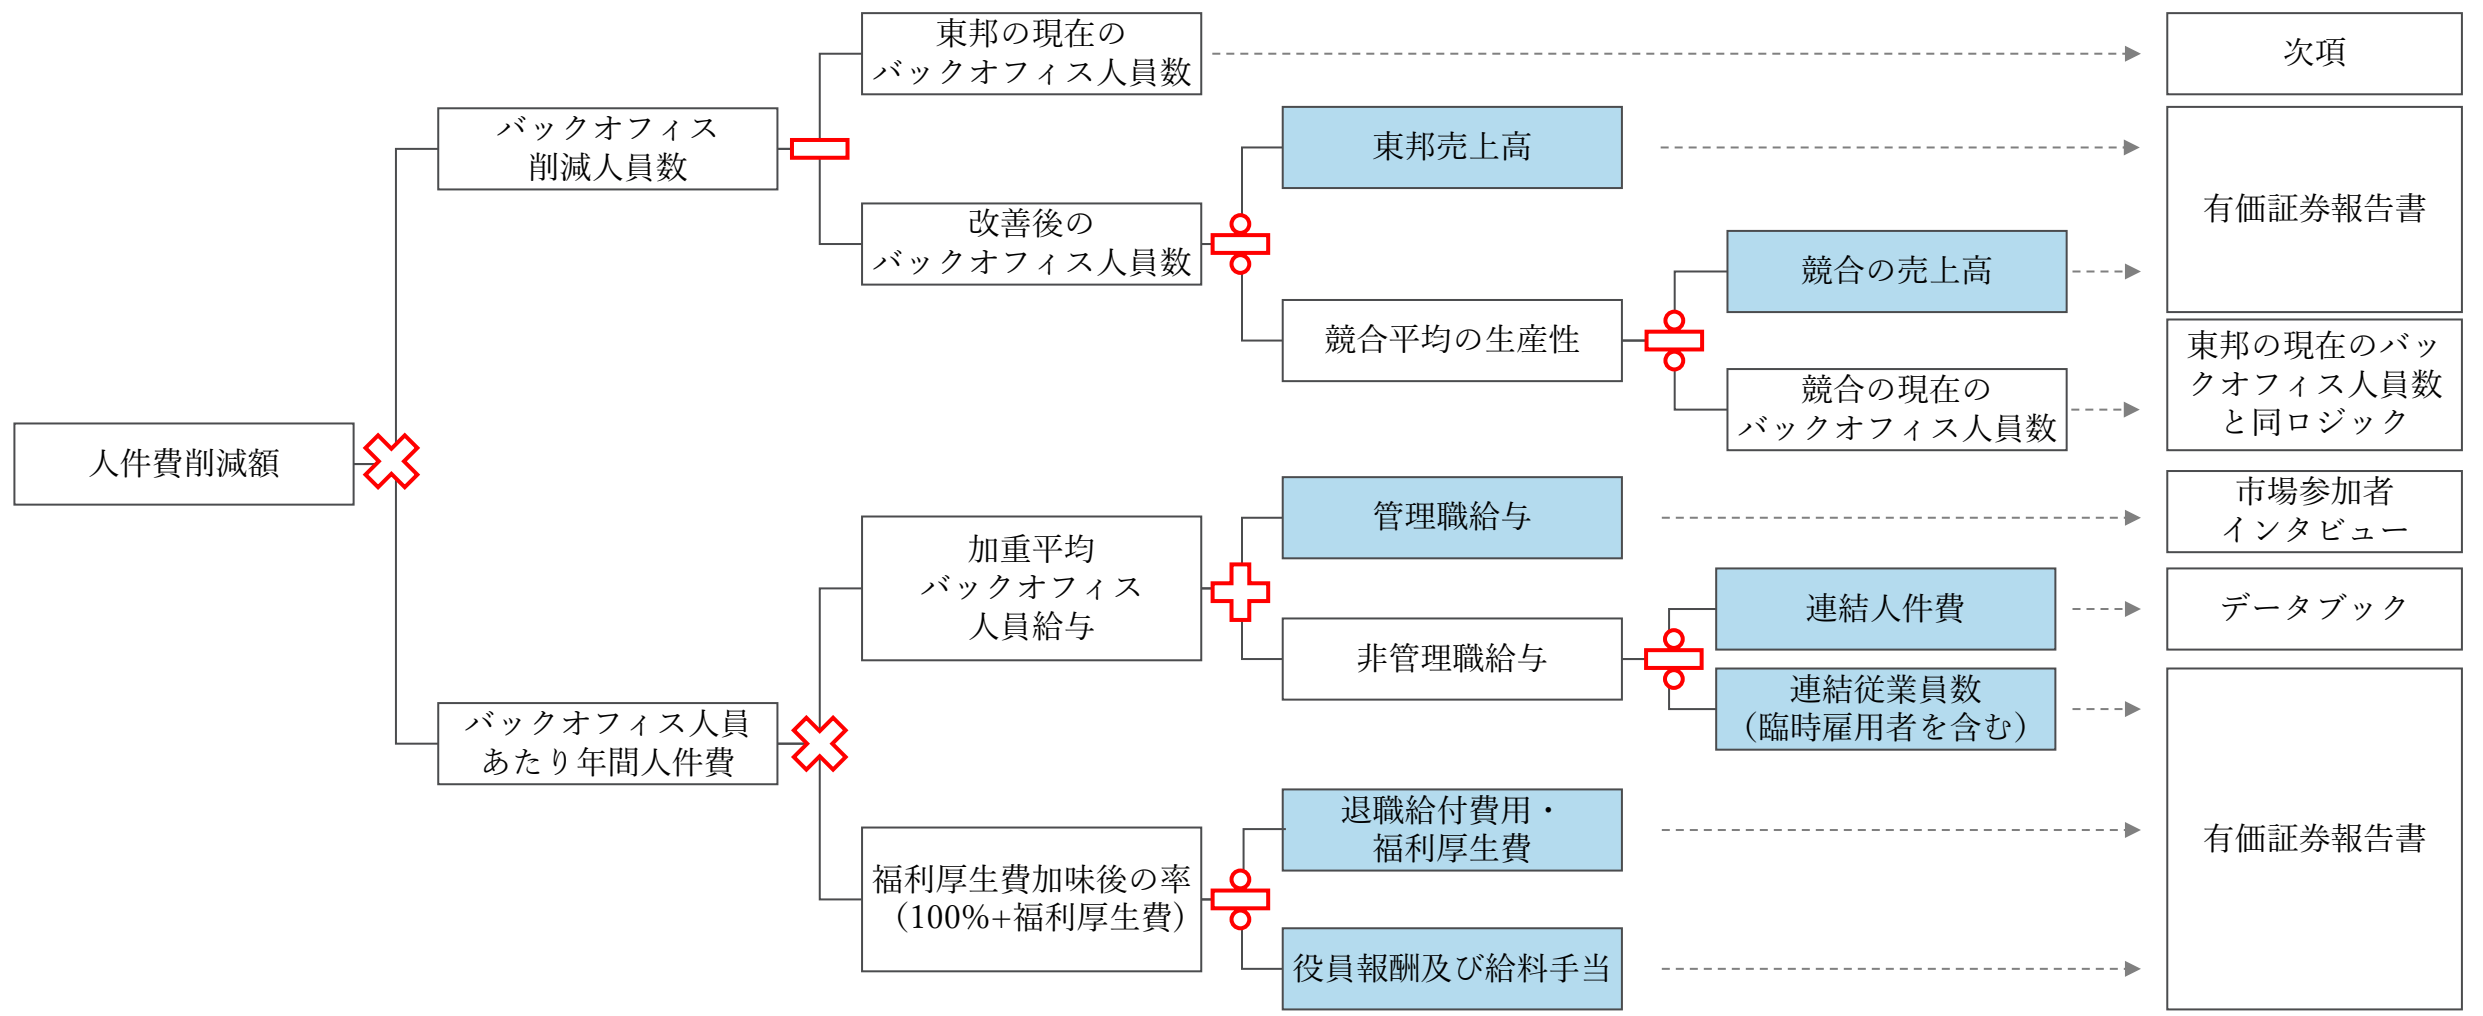 東邦の現在の
バックオフィス人員数
次項
バックオフィス
削減人員数
東邦売上高
有価証券報告書
改善後の
バックオフィス人員数
競合の売上高
競合平均の生産性
東邦の現在のバッ
クオフィス人員数
と同ロジック
競合の現在の
バックオフィス人員数
人件費削減額
管理職給与
市場参加者
インタビュー
加重平均
バックオフィス
人員給与
連結人件費
データブック
非管理職給与
連結従業員数
（臨時雇用者を含む）
バックオフィス人員
あたり年間人件費
退職給付費用・
福利厚生費
有価証券報告書
福利厚生費加味後の率
（100%+福利厚生費）
役員報酬及び給料手当